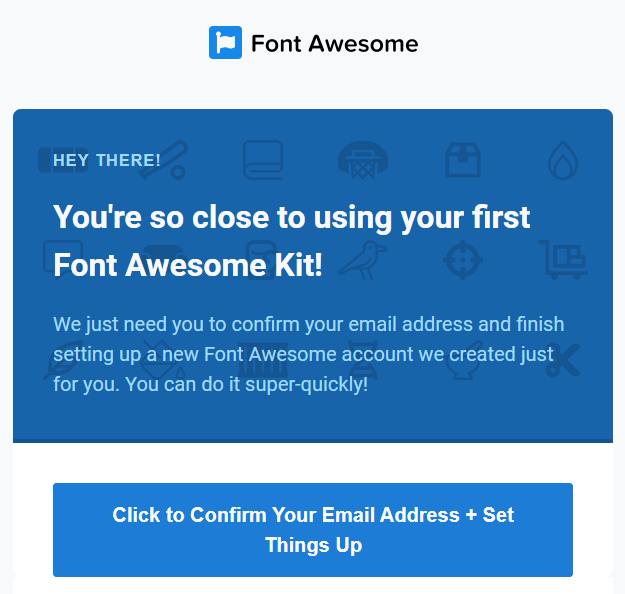 Font Awesome
HEY THERE!
You're so close to using your first
Font Awesome Kit!
We just need you to confirm your email address and finish
setting up a new Font Awesome account we created just
for you. You can do it super-quickly!
Click to Confirm Your Email Address + Set
Things Up